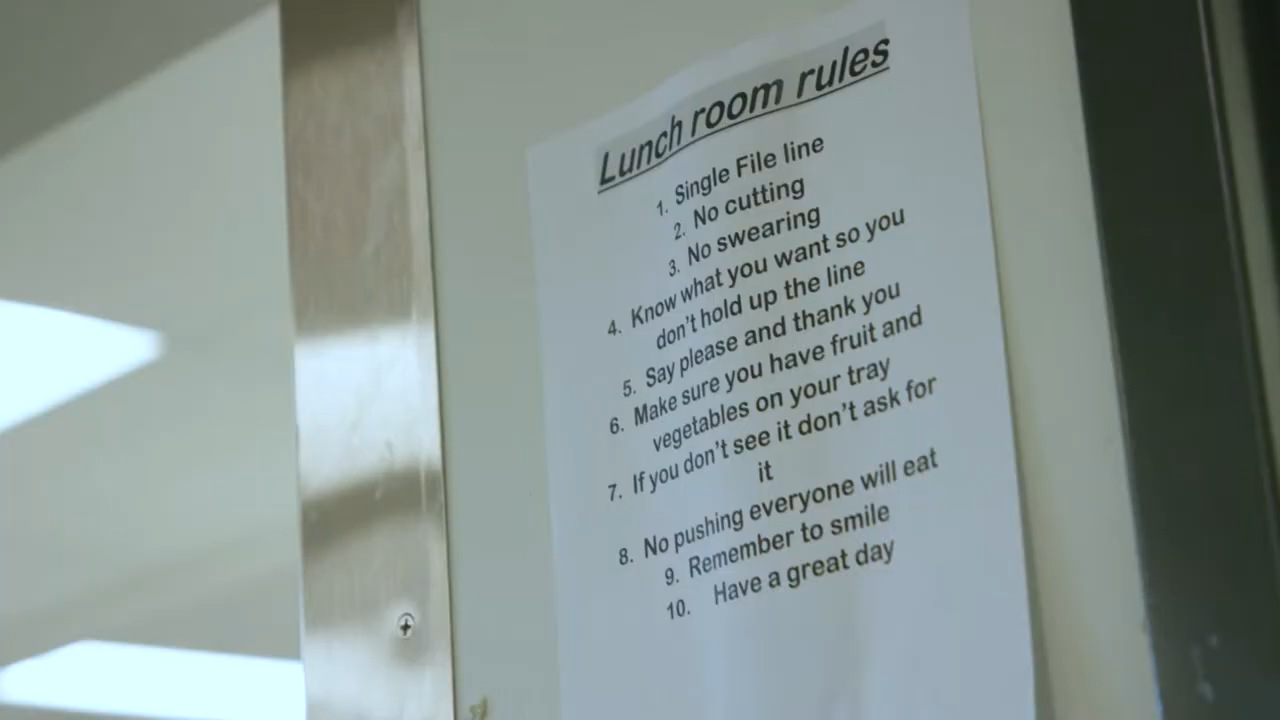 Lunch room rules
1. Single File line
2. No cutting
3. No swearing
4. Know what you want so you
don't hold up the line
5. Say please and thank you
6. Make sure you have fruit and
vegetables on your tray
7. If you don't see it don't ask for
it
8. No pushing everyone will eat
9. Remember to smile
10. Have a great day